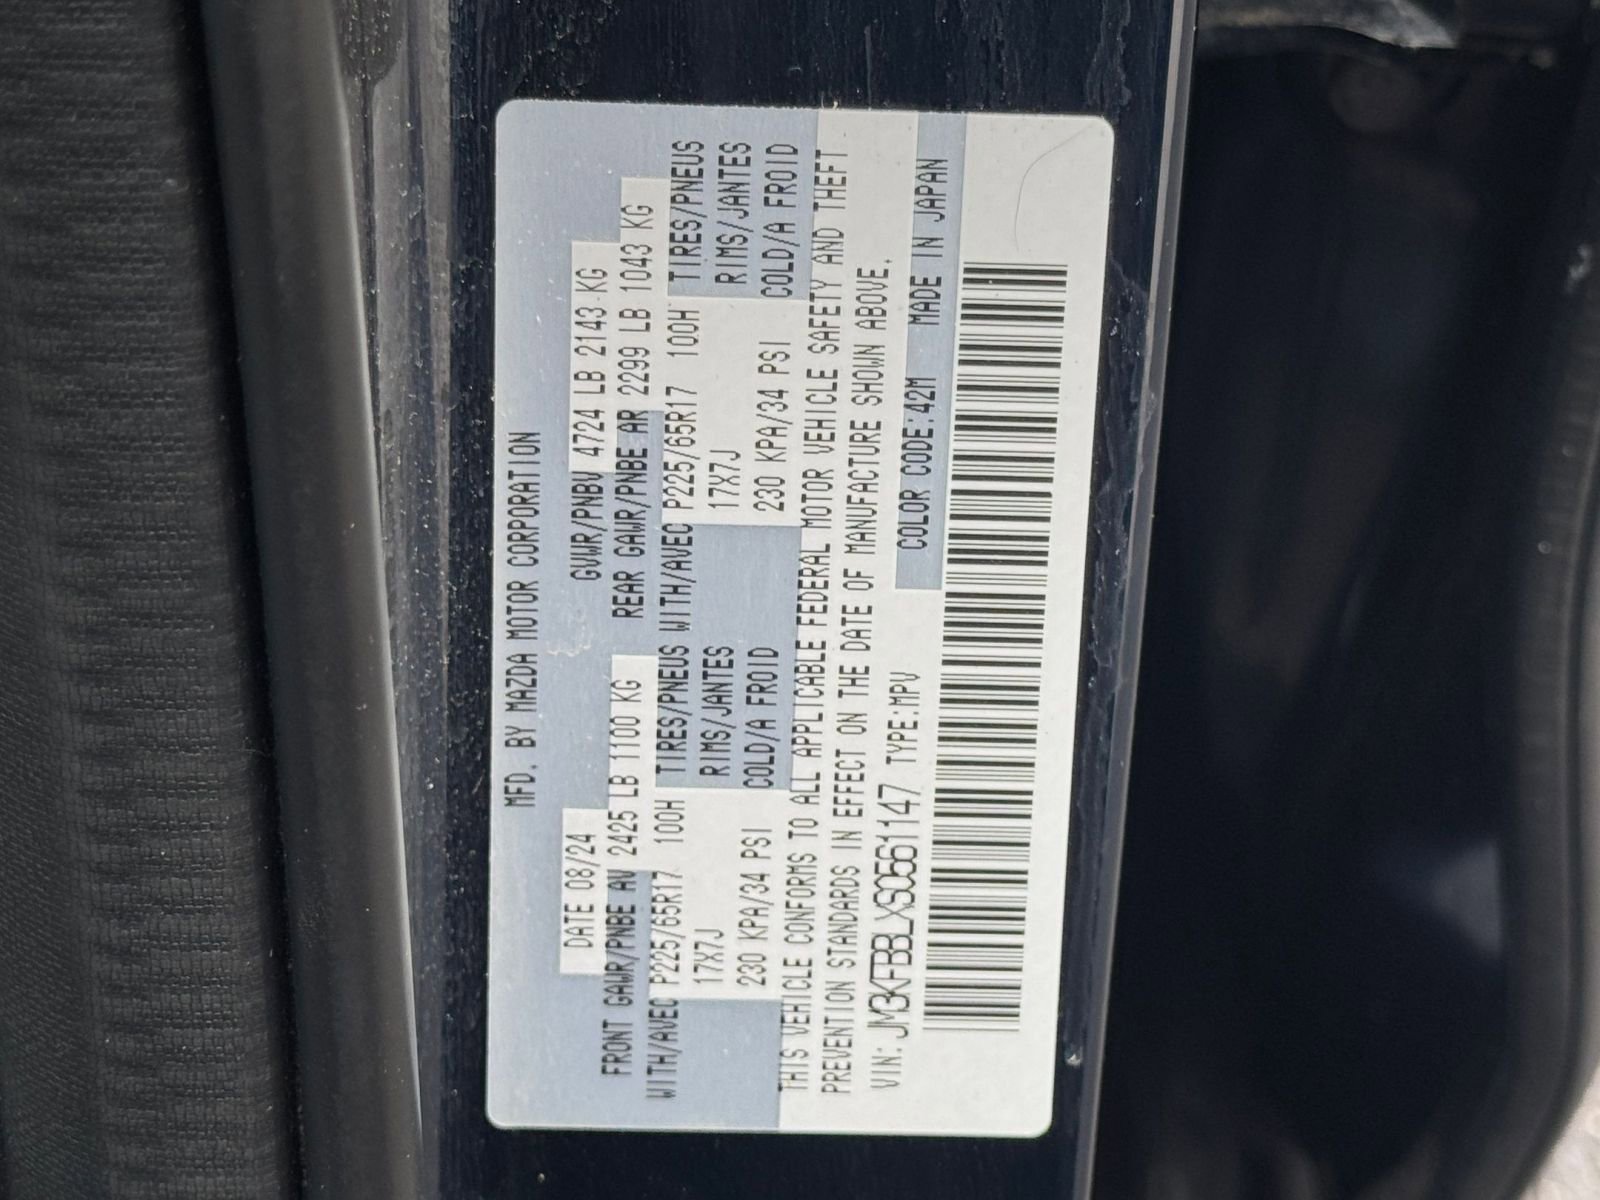 MFD. BY MAZDA MOTOR CORPORATION
DATE 08/24 GVWR/PNBV 4724 LB 2143 KG
FRONT GAWR/PNBE AV 2425 LB 1100 KG REAR GAWR/PNBE AR 2299 LB 1043 KG
WITH/AVEC P225/65R17 100H TIRES/PNEUS WITH/AVEC P225/65R17 100H TIRES/PNEUS
17X7J RIMS/JANTES 17X7J RIMS/JANTES
230 KPA/34 PSI COLD/A FROID 230 KPA/34 PSI COLD/A FROID
THIS VEHICLE CONFORMS TO ALL APPLICABLE FEDERAL MOTOR VEHICLE SAFETY AND THEFT
PREVENTION STANDARDS IN EFFECT ON THE DATE OF MANUFACTURE SHOWN ABOVE.
VIN: JM3KFBBLXS0561147 TYPE:MPV COLOR CODE:42M MADE IN JAPAN